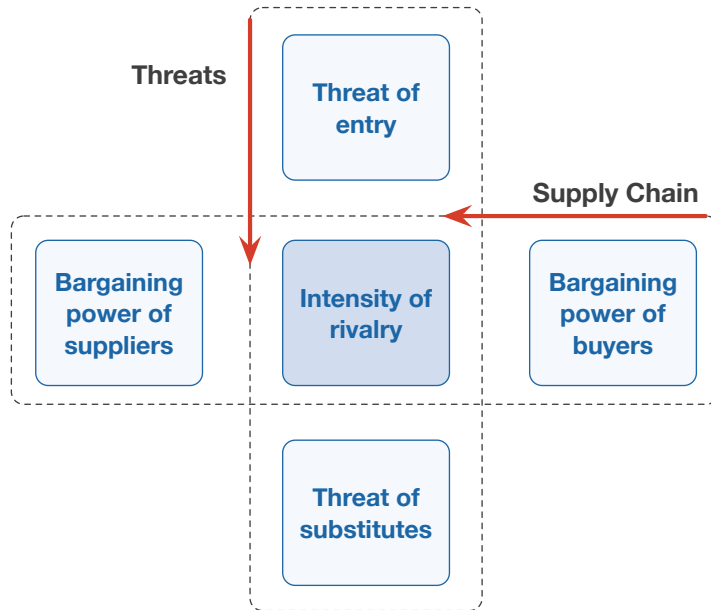 Threats
Threat of
entry
Supply Chain
Bargaining
power of
suppliers
Intensity of
rivalry
Bargaining
power of
buyers
Threat of
substitutes